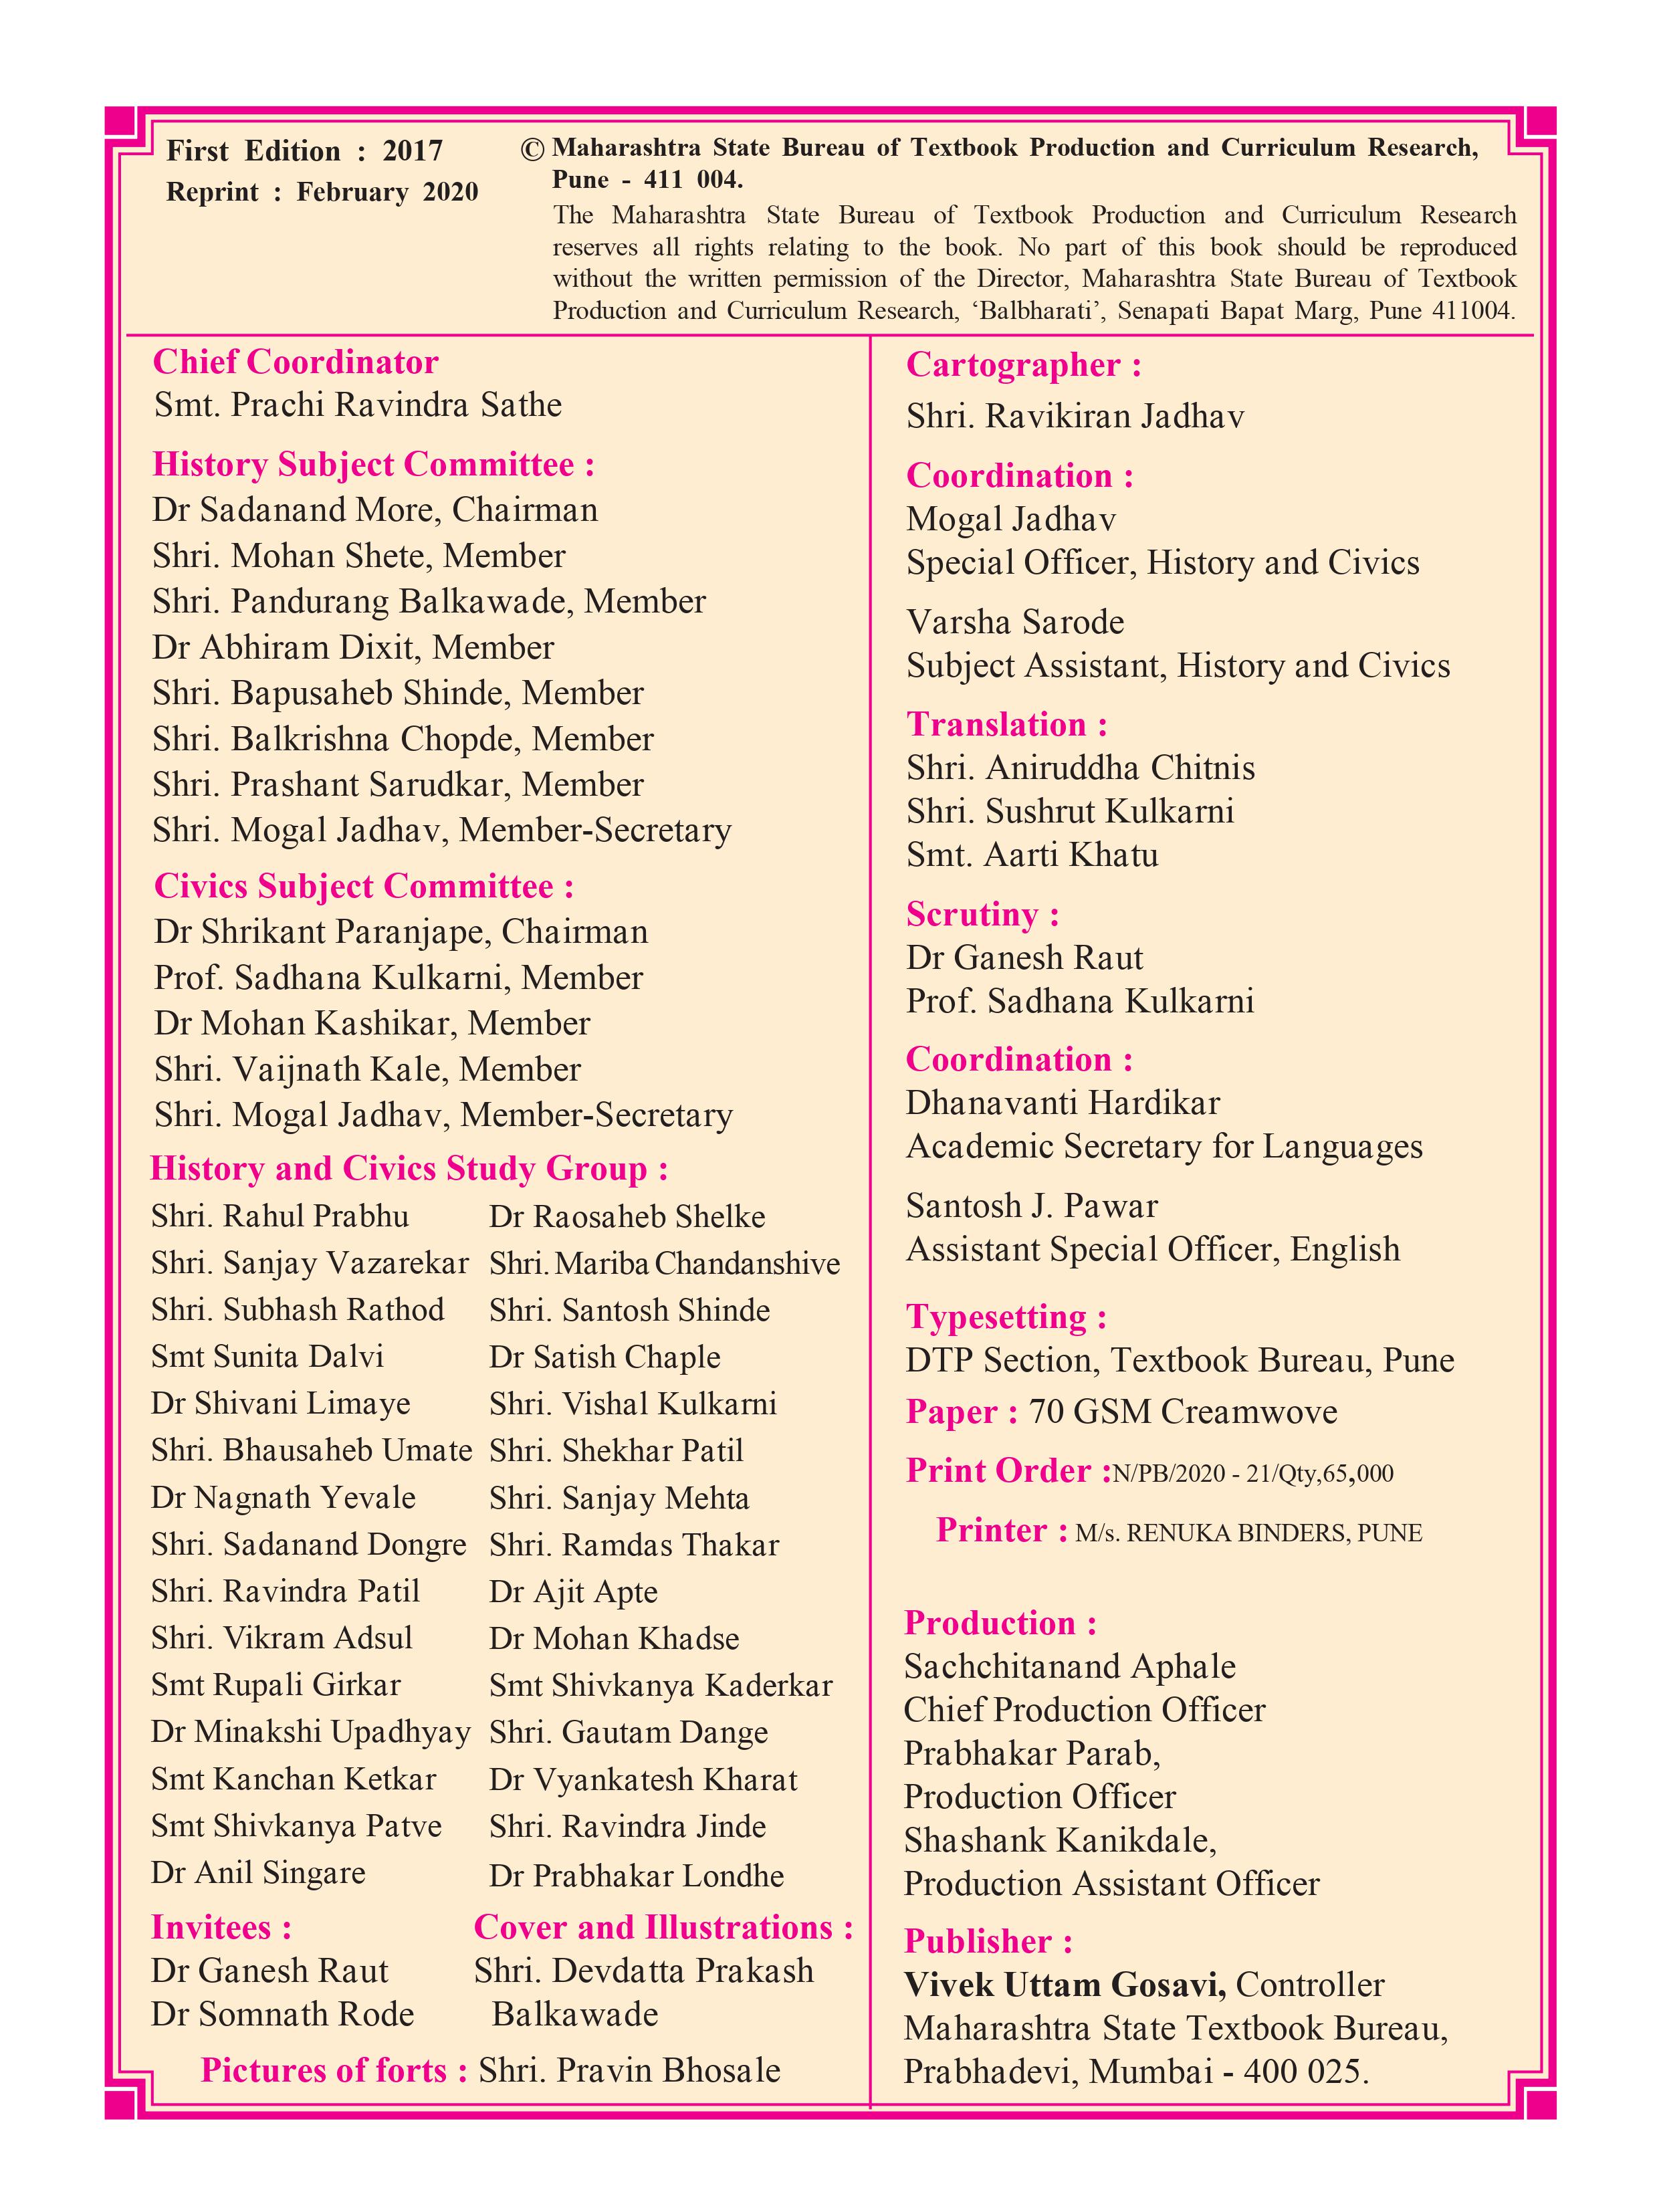 First Edition : 2017
Reprint : February 2020
© Maharashtra State Bureau of Textbook Production and Curriculum Research,
Pune - 411 004.
The Maharashtra State Bureau of Textbook Production and Curriculum Research
reserves all rights relating to the book. No part of this book should be reproduced
without the written permission of the Director, Maharashtra State Bureau of Textbook
Production and Curriculum Research, ‘Balbharati’, Senapati Bapat Marg, Pune 411004.
Chief Coordinator
Smt. Prachi Ravindra Sathe
History Subject Committee :
Dr Sadanand More, Chairman
Shri. Mohan Shete, Member
Shri. Pandurang Balkawade, Member
Dr Abhiram Dixit, Member
Shri. Bapusaheb Shinde, Member
Shri. Balkrishna Chopde, Member
Shri. Prashant Sarudkar, Member
Shri. Mogal Jadhav, Member-Secretary
Civics Subject Committee :
Dr Shrikant Paranjape, Chairman
Prof. Sadhana Kulkarni, Member
Dr Mohan Kashikar, Member
Shri. Vaijnath Kale, Member
Shri. Mogal Jadhav, Member-Secretary
History and Civics Study Group :
Shri. Rahul Prabhu
Shri. Sanjay Vazarekar
Shri. Subhash Rathod
Smt Sunita Dalvi
Dr Shivani Limaye
Shri. Bhausaheb Umate
Dr Nagnath Yevale
Shri. Sadanand Dongre
Shri. Ravindra Patil
Shri. Vikram Adsul
Smt Rupali Girkar
Dr Minakshi Upadhyay
Smt Kanchan Ketkar
Smt Shivkanya Patve
Dr Anil Singare
Dr Raosaheb Shelke
Shri. Mariba Chandanshive
Shri. Santosh Shinde
Dr Satish Chaple
Shri. Vishal Kulkarni
Shri. Shekhar Patil
Shri. Sanjay Mehta
Shri. Ramdas Thakar
Dr Ajit Apte
Dr Mohan Khadse
Smt Shivkanya Kaderkar
Shri. Gautam Dange
Dr Vyankatesh Kharat
Shri. Ravindra Jinde
Dr Prabhakar Londhe
Invitees :
Dr Ganesh Raut
Dr Somnath Rode
Cover and Illustrations :
Shri. Devdatta Prakash
Balkawade
Pictures of forts : Shri. Pravin Bhosale
Cartographer :
Shri. Ravikiran Jadhav
Coordination :
Mogal Jadhav
Special Officer, History and Civics
Varsha Sarode
Subject Assistant, History and Civics
Translation :
Shri. Aniruddha Chitnis
Shri. Sushrut Kulkarni
Smt. Aarti Khatu
Scrutiny :
Dr Ganesh Raut
Prof. Sadhana Kulkarni
Coordination :
Dhanavanti Hardikar
Academic Secretary for Languages
Santosh J. Pawar
Assistant Special Officer, English
Typesetting :
DTP Section, Textbook Bureau, Pune
Paper : 70 GSM Creamwove
Print Order :N/PB/2020 - 21/Qty,65,000
Printer : M/s. RENUKA BINDERS, PUNE
Production :
Sachchitanand Aphale
Chief Production Officer
Prabhakar Parab,
Production Officer
Shashank Kanikdale,
Production Assistant Officer
Publisher :
Vivek Uttam Gosavi, Controller
Maharashtra State Textbook Bureau,
Prabhadevi, Mumbai - 400 025.